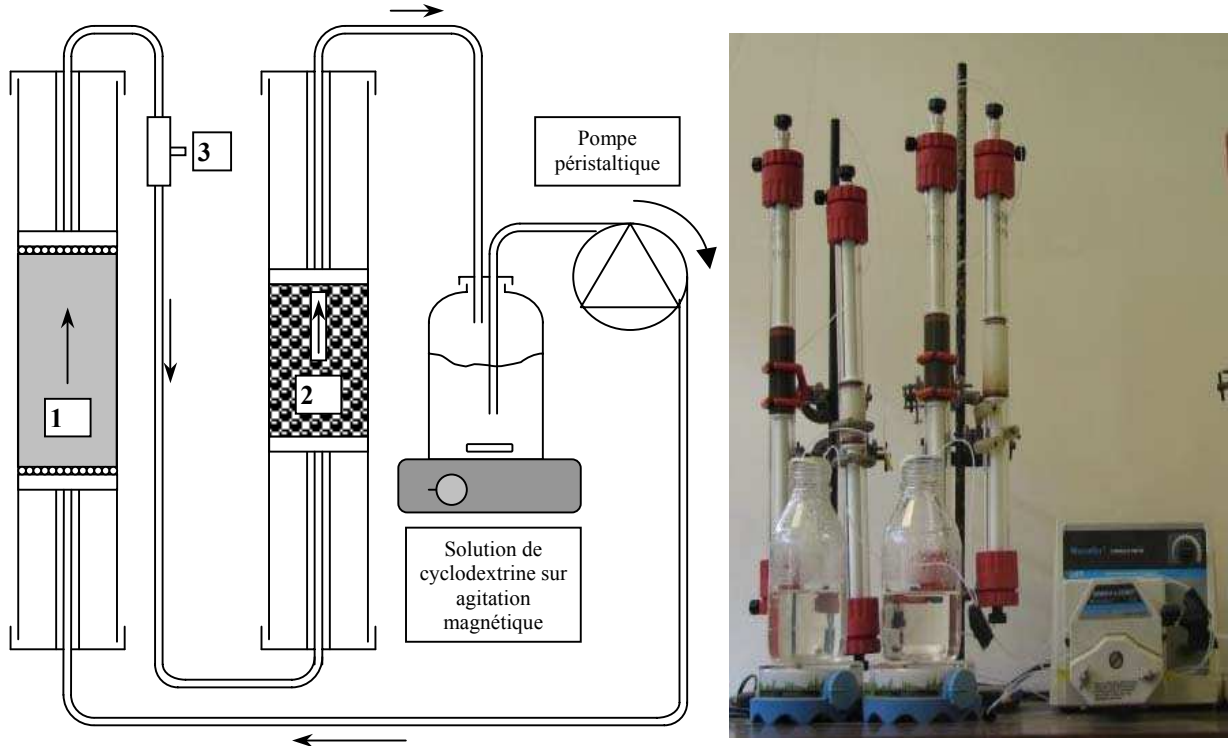 3
Pompe
péristaltique
1
2
Solution de
cyclodextrine sur
agitation
magnétique